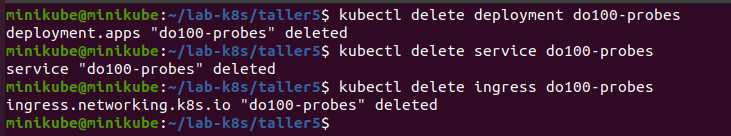 minikube@minikube:~/lab-k8s/taller5$ kubectl delete deployment do100-probes
deployment.apps "do100-probes" deleted
minikube@minikube:~/lab-k8s/taller5$ kubectl delete service do100-probes
service "do100-probes" deleted
minikube@minikube:~/lab-k8s/taller5$ kubectl delete ingress do100-probes
ingress.networking.k8s.io "do100-probes" deleted
minikube@minikube:~/lab-k8s/taller5$